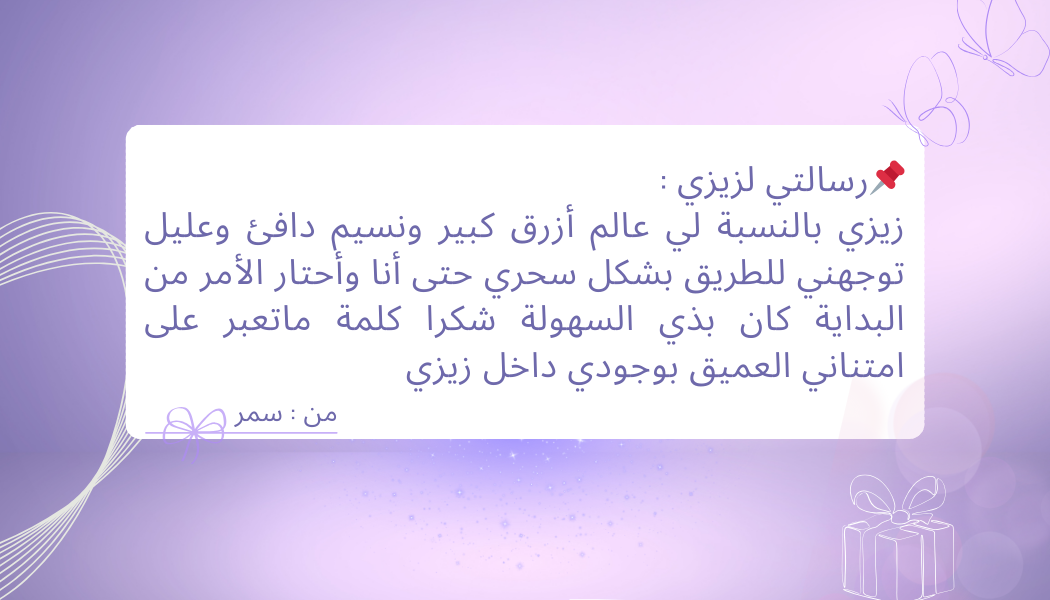 📌رسالتي لزيزي :
زيزي بالنسبة لي عالم أزرق كبير ونسيم دافئ وعليل
توجهني للطريق بشكل سحري حتى أنا وأحتار الأمر من
البداية كان بذي السهولة شكرا كلمة ماتعبر على
امتناني العميق بوجودي داخل زيزي
من : سمر